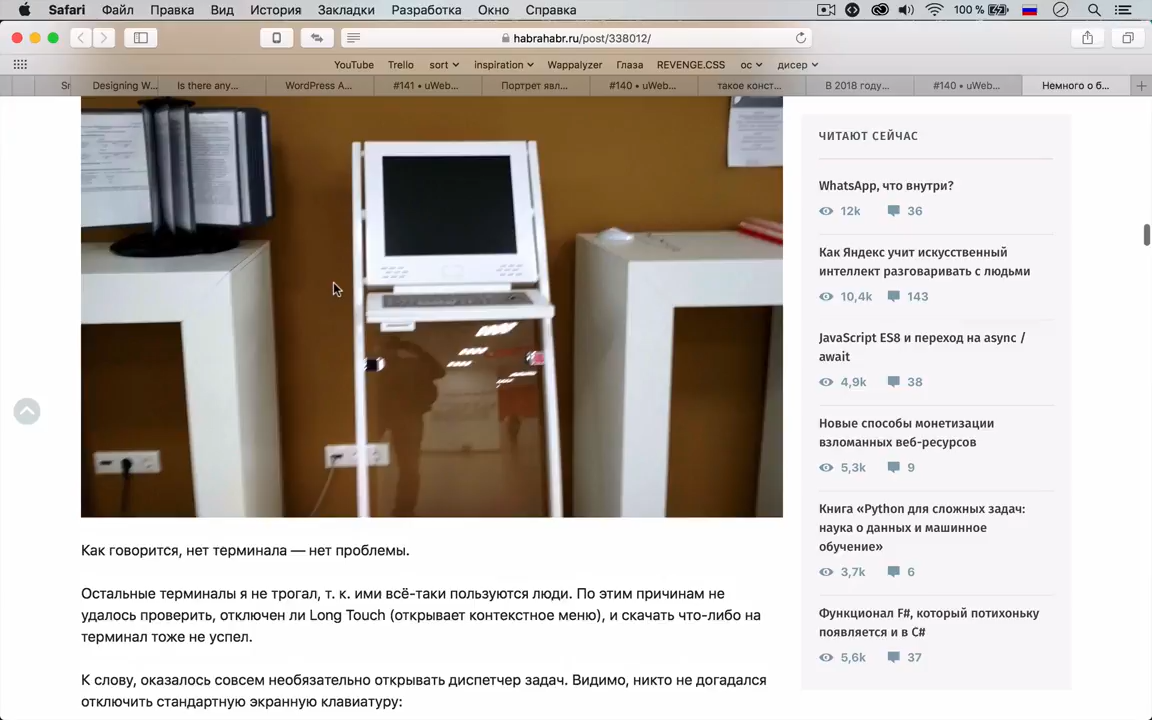 Safari Файл Правка Вид История Закладки Разработка Окно Справка 100 %
habrahabr.ru/post/338012/
YouTube Trello sort inspiration Wappalyzer Глаза REVENGE.CSS ос дисер
Sr Designing W... Is there any... WordPress A... #141 • uWeb... Портрет явл... #140 • uWeb... такое конст... В 2018 году... #140 • uWeb... Немного о б...
ЧИТАЮТ СЕЙЧАС
WhatsApp, что внутри?
12k 36
Как Яндекс учит искусственный
интеллект разговаривать с людьми
10,4k 143
JavaScript ES8 и переход на async /
await
4,9k 38
Новые способы монетизации
взломанных веб-ресурсов
5,3k 9
Книга «Python для сложных задач:
наука о данных и машинное
обучение»
3,7k 6
Функционал F#, который потихоньку
появляется и в C#
5,6k 37
Как говорится, нет терминала — нет проблемы.
Остальные терминалы я не трогал, т. к. ими всё-таки пользуются люди. По этим причинам не
удалось проверить, отключен ли Long Touch (открывает контекстное меню), и скачать что-либо на
терминал тоже не успел.
К слову, оказалось совсем необязательно открывать диспетчер задач. Видимо, никто не догадался
отключить стандартную экранную клавиатуру: